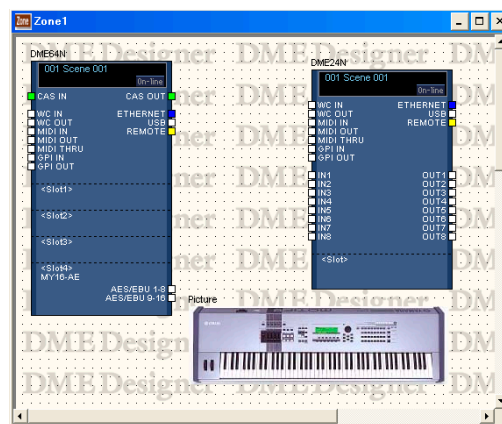 Zone Zone1
DME64N
001 Scene 001
On-line
CAS IN CAS OUT
WC IN ETHERNET
WC OUT USB
MIDI IN REMOTE
MIDI OUT
MIDI THRU
GPI IN
GPI OUT
<Slot1>
<Slot2>
<Slot3>
<Slot4>
MY16-AE
AES/EBU 1-8
AES/EBU 9-16
DME24N
001 Scene 001
On-line
WC IN ETHERNET
WC OUT USB
MIDI IN REMOTE
MIDI OUT
MIDI THRU
GPI IN
GPI OUT
IN1 OUT1
IN2 OUT2
IN3 OUT3
IN4 OUT4
IN5 OUT5
IN6 OUT6
IN7 OUT7
IN8 OUT8
<Slot>
Picture
DME Designer